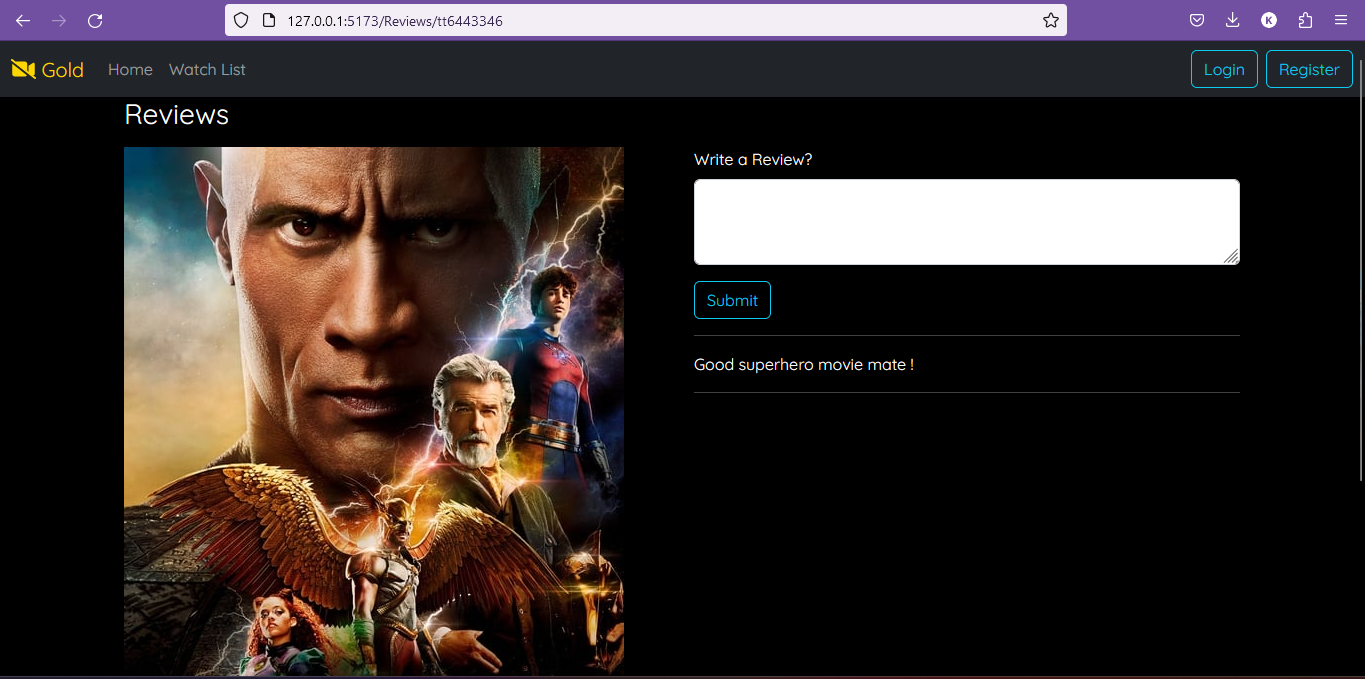 127.0.0.1:5173/Reviews/tt6443346
K
Gold Home Watch List Login Register
Reviews
Write a Review?
Submit
Good superhero movie mate !